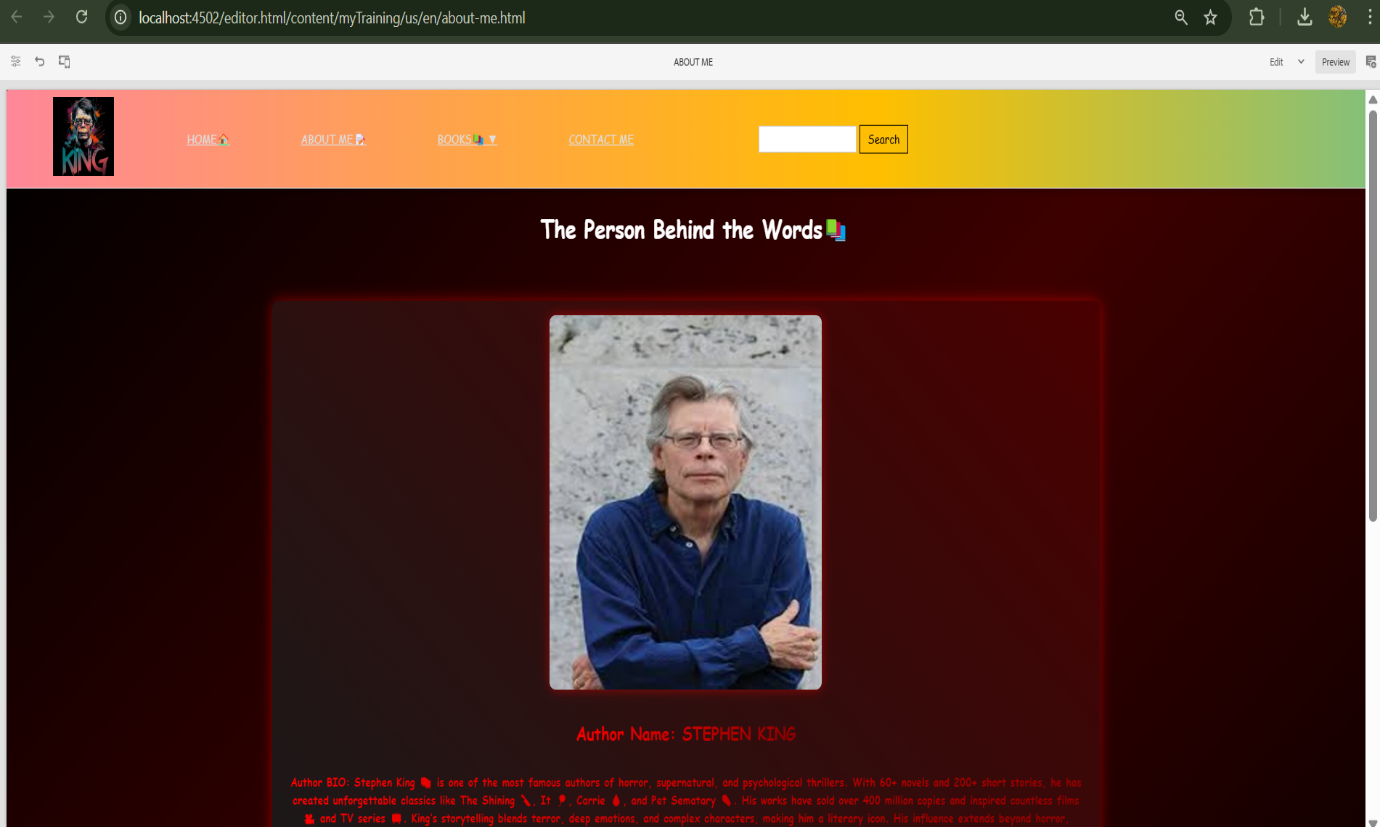 localhost:4502/editor.html/content/myTraining/us/en/about-me.html
ABOUT ME
Edit
Preview
KING
HOME🏠
ABOUT ME📝
BOOKS📚▼
CONTACT ME
Search
The Person Behind the Words📚
Author Name: STEPHEN KING
Author BIO: Stephen King 📚 is one of the most famous authors of horror, supernatural, and psychological thrillers. With 60+ novels and 200+ short stories, he has
created unforgettable classics like The Shining 🪓, It 🎈, Carrie 🩸, and Pet Sematary 🪦. His works have sold over 400 million copies and inspired countless films
🎥 and TV series 📺. King's storytelling blends terror, deep emotions, and complex characters, making him a literary icon. His influence extends beyond horror,